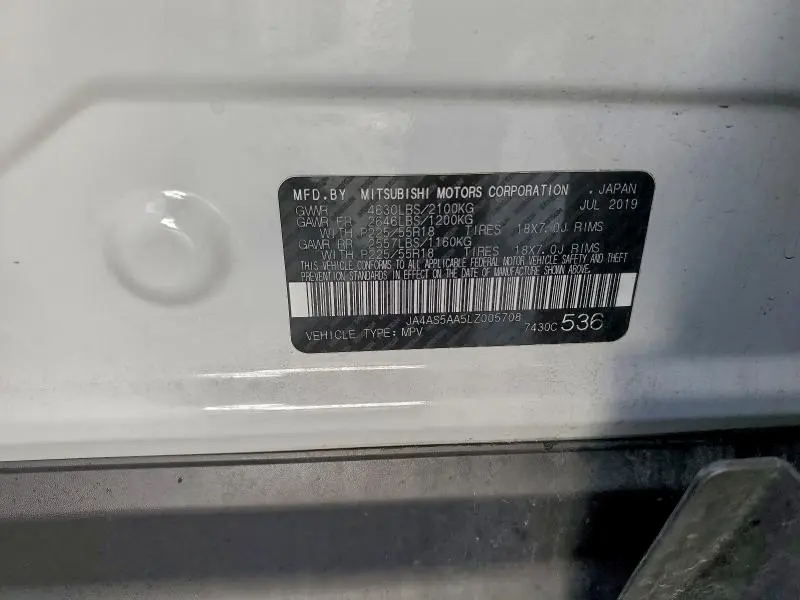 MFD.BY MITSUBISHI MOTORS CORPORATION . JAPAN
GVWR 4630LBS/2100KG JUL 2019
GAWR FR 2646LBS/1200KG
WITH P225/55R18 TIRES 18X7.0J RIMS
GAWR RR 2557LBS/1160KG
WITH P225/55R18 TIRES 18X7.0J RIMS
THIS VEHICLE CONFORMS TO ALL APPLICABLE FEDERAL MOTOR VEHICLE SAFETY AND THEFT
PREVENTION STANDARDS IN EFFECT ON THE DATE OF MANUFACTURE SHOWN ABOVE.
JA4AS5AA5LZ005708
VEHICLE TYPE: MPV 7430C 536